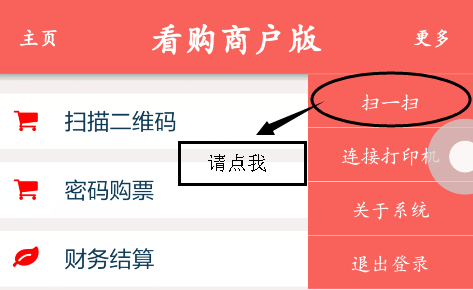 主页
看购商户版
更多
扫一扫
扫描二维码
请点我
连接打印机
密码购票
关于系统
财务结算
退出登录